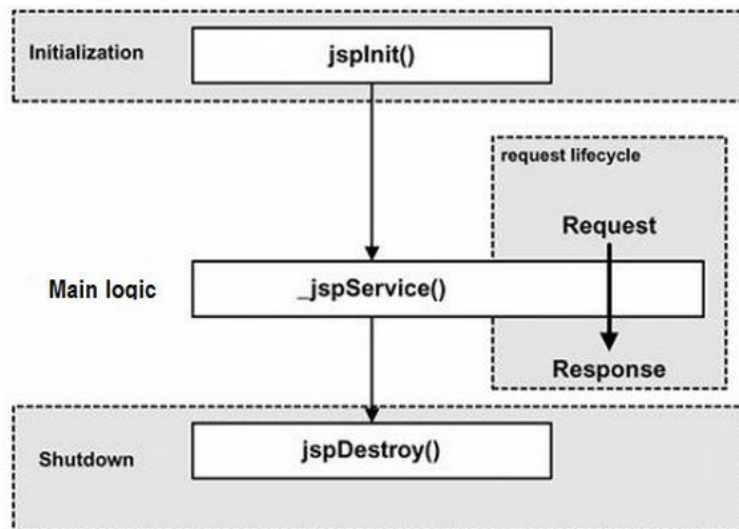 Initialization
jspInit()
request lifecycle
Request
Main logic
_jspService()
Response
Shutdown
jspDestroy()